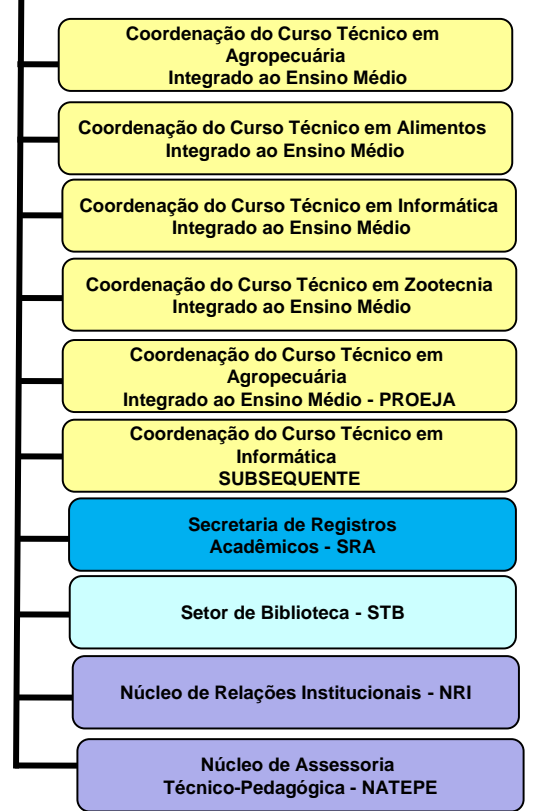 Coordenação do Curso Técnico em
Agropecuária
Integrado ao Ensino Médio
Coordenação do Curso Técnico em Alimentos
Integrado ao Ensino Médio
Coordenação do Curso Técnico em Informática
Integrado ao Ensino Médio
Coordenação do Curso Técnico em Zootecnia
Integrado ao Ensino Médio
Coordenação do Curso Técnico em
Agropecuária
Integrado ao Ensino Médio - PROEJA
Coordenação do Curso Técnico em
Informática
SUBSEQUENTE
Secretaria de Registros
Acadêmicos - SRA
Setor de Biblioteca - STB
Núcleo de Relações Institucionais - NRI
Núcleo de Assessoria
Técnico-Pedagógica - NATEPE